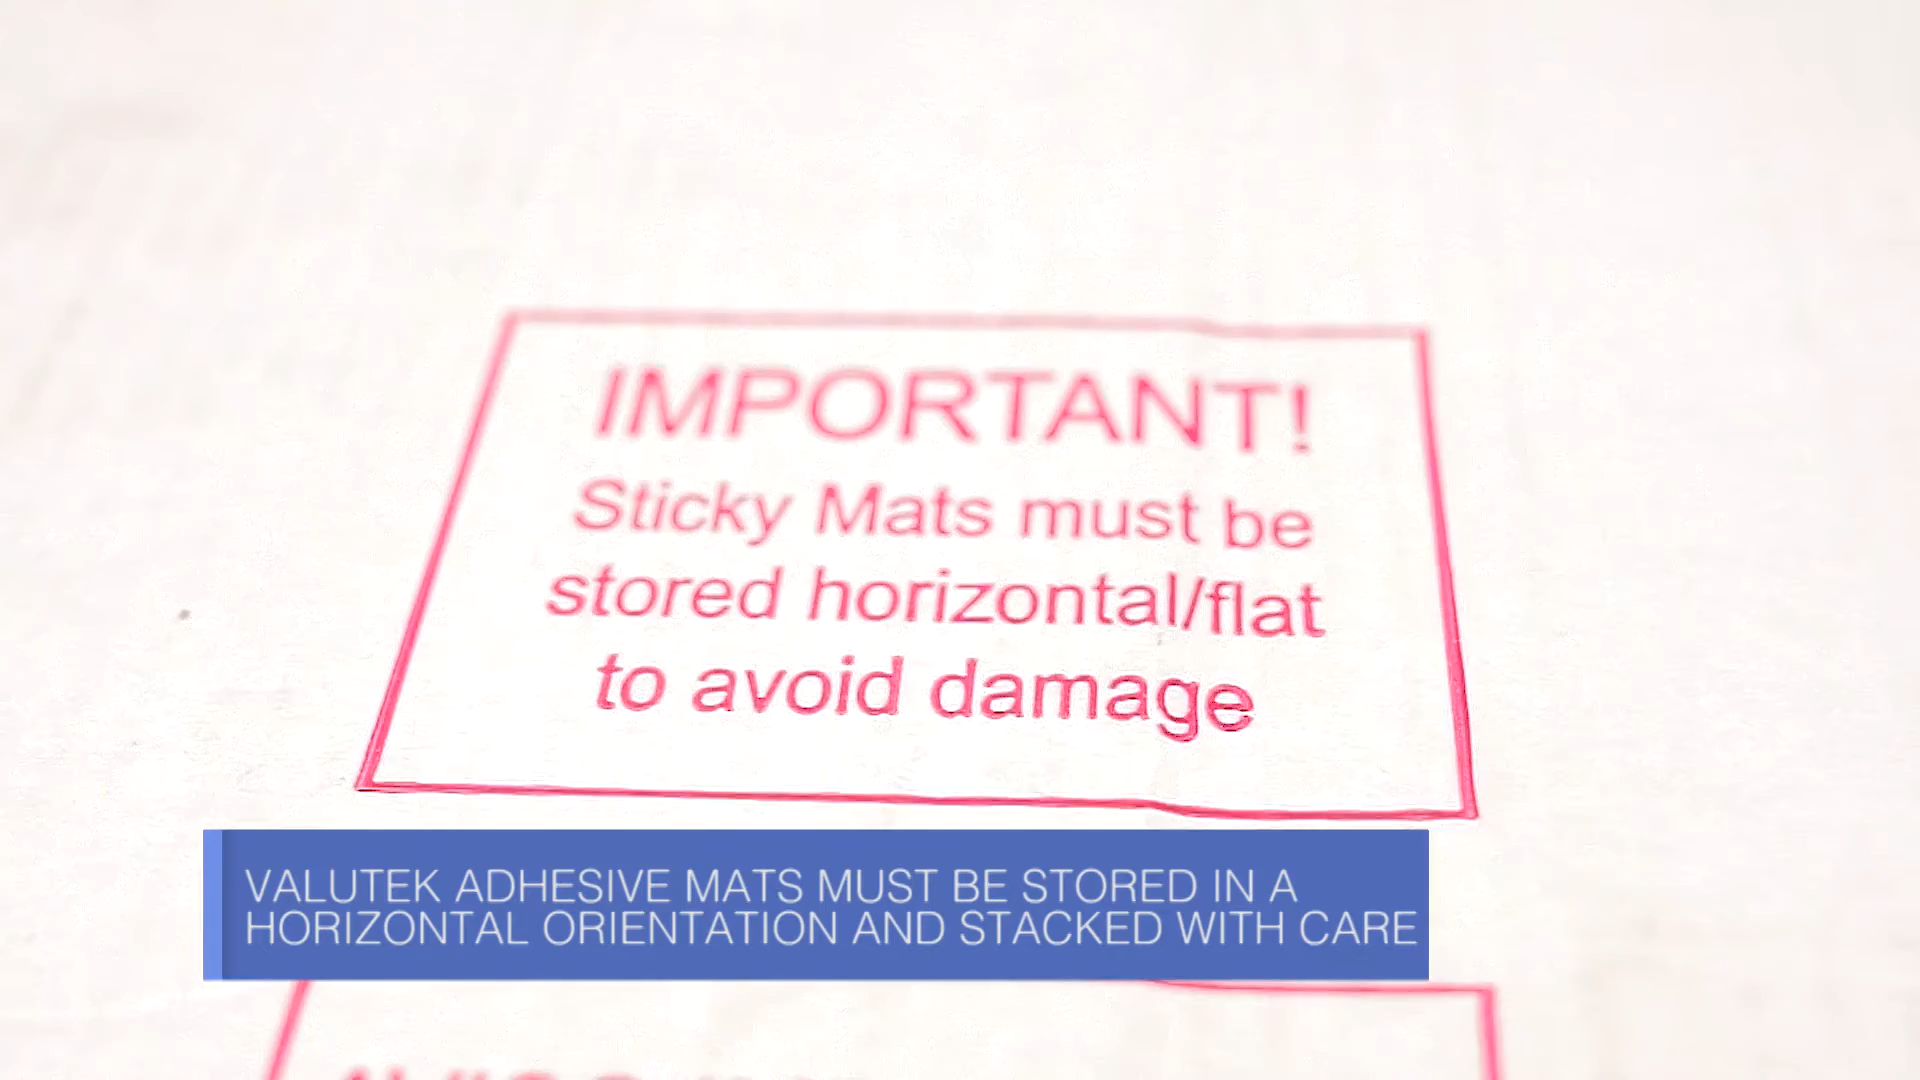 IMPORTANT!
Sticky Mats must be
stored horizontal/flat
to avoid damage
VALUTEK ADHESIVE MATS MUST BE STORED IN A
HORIZONTAL ORIENTATION AND STACKED WITH CARE